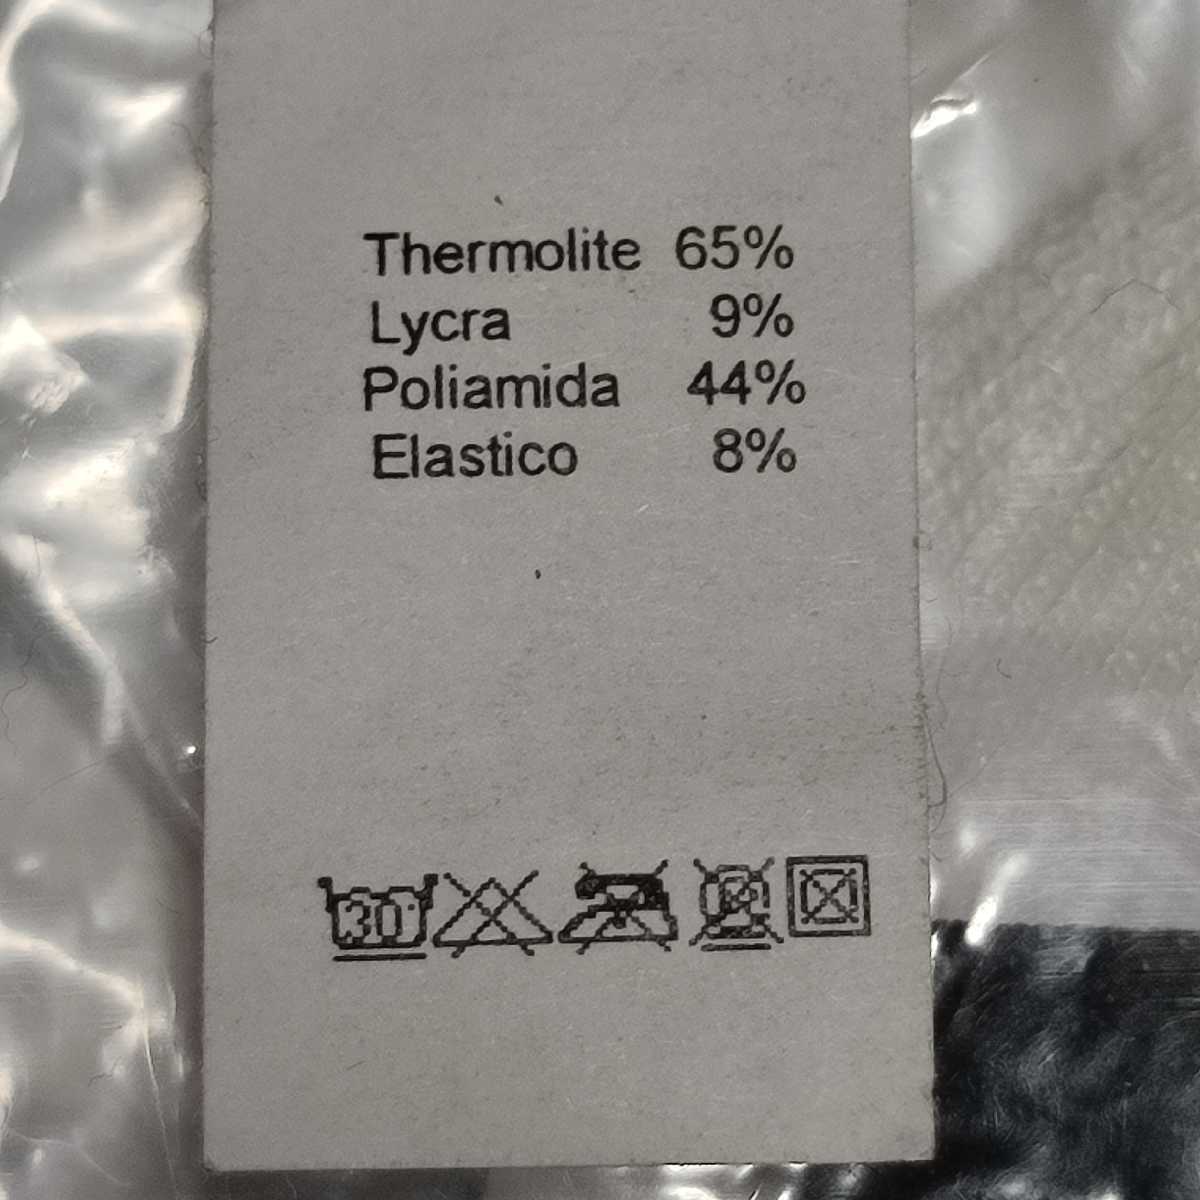 Thermolite 65%
Lycra 9%
Poliamida 44%
Elastico 8%
30°
P